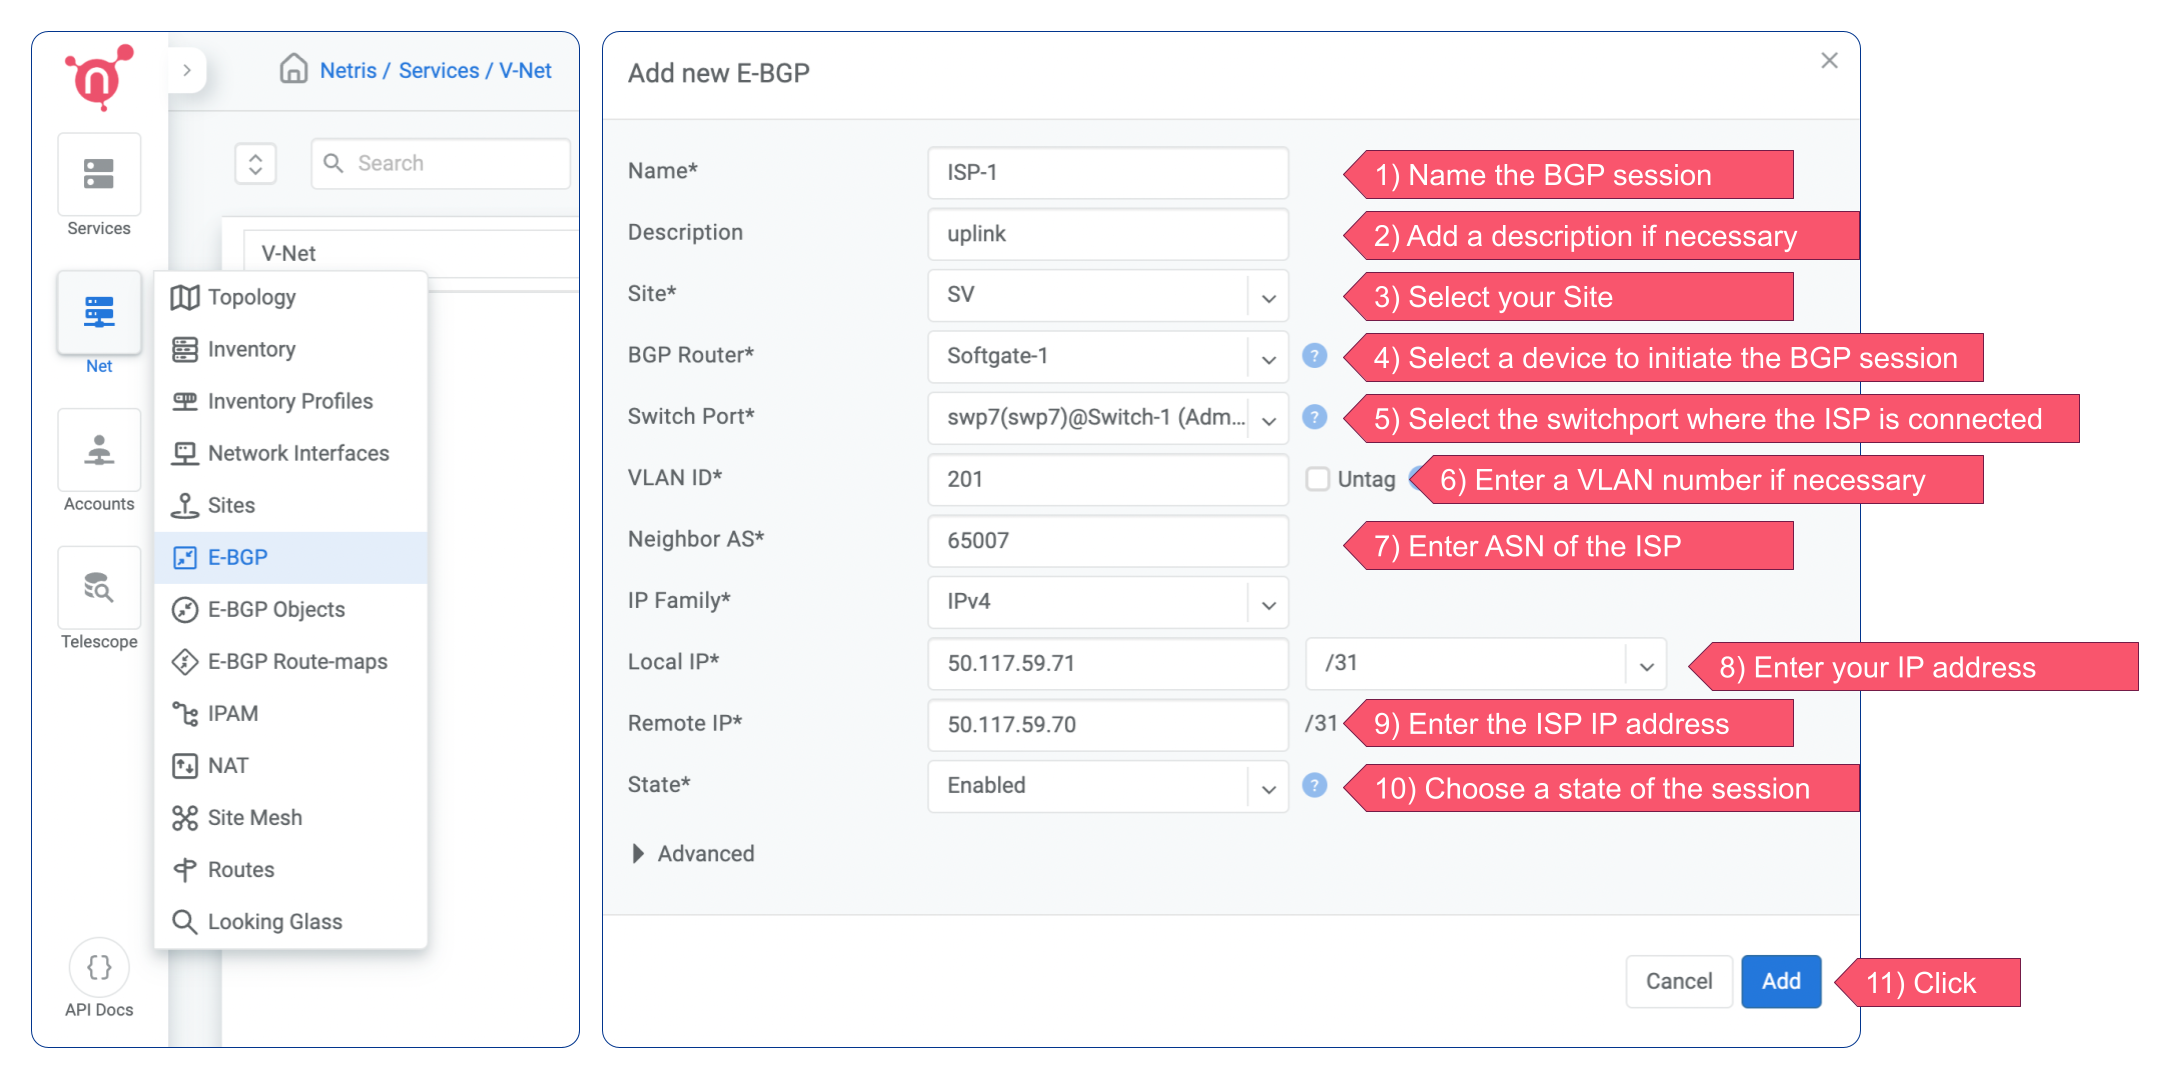 Netris / Services / V-Net
Search
Services
V-Net
Net
Topology
Inventory
Inventory Profiles
Network Interfaces
Accounts
Sites
E-BGP
E-BGP Objects
Telescope
E-BGP Route-maps
IPAM
NAT
Site Mesh
Routes
Looking Glass
{}
API Docs
Add new E-BGP
Name* ISP-1 1) Name the BGP session
Description uplink 2) Add a description if necessary
Site* SV 3) Select your Site
BGP Router* Softgate-1 ? 4) Select a device to initiate the BGP session
Switch Port* swp7(swp7)@Switch-1 (Adm... ? 5) Select the switchport where the ISP is connected
VLAN ID* 201 Untag 6) Enter a VLAN number if necessary
Neighbor AS* 65007 7) Enter ASN of the ISP
IP Family* IPv4
Local IP* 50.117.59.71 /31 8) Enter your IP address
Remote IP* 50.117.59.70 /31 9) Enter the ISP IP address
State* Enabled ? 10) Choose a state of the session
Advanced
Cancel Add 11) Click